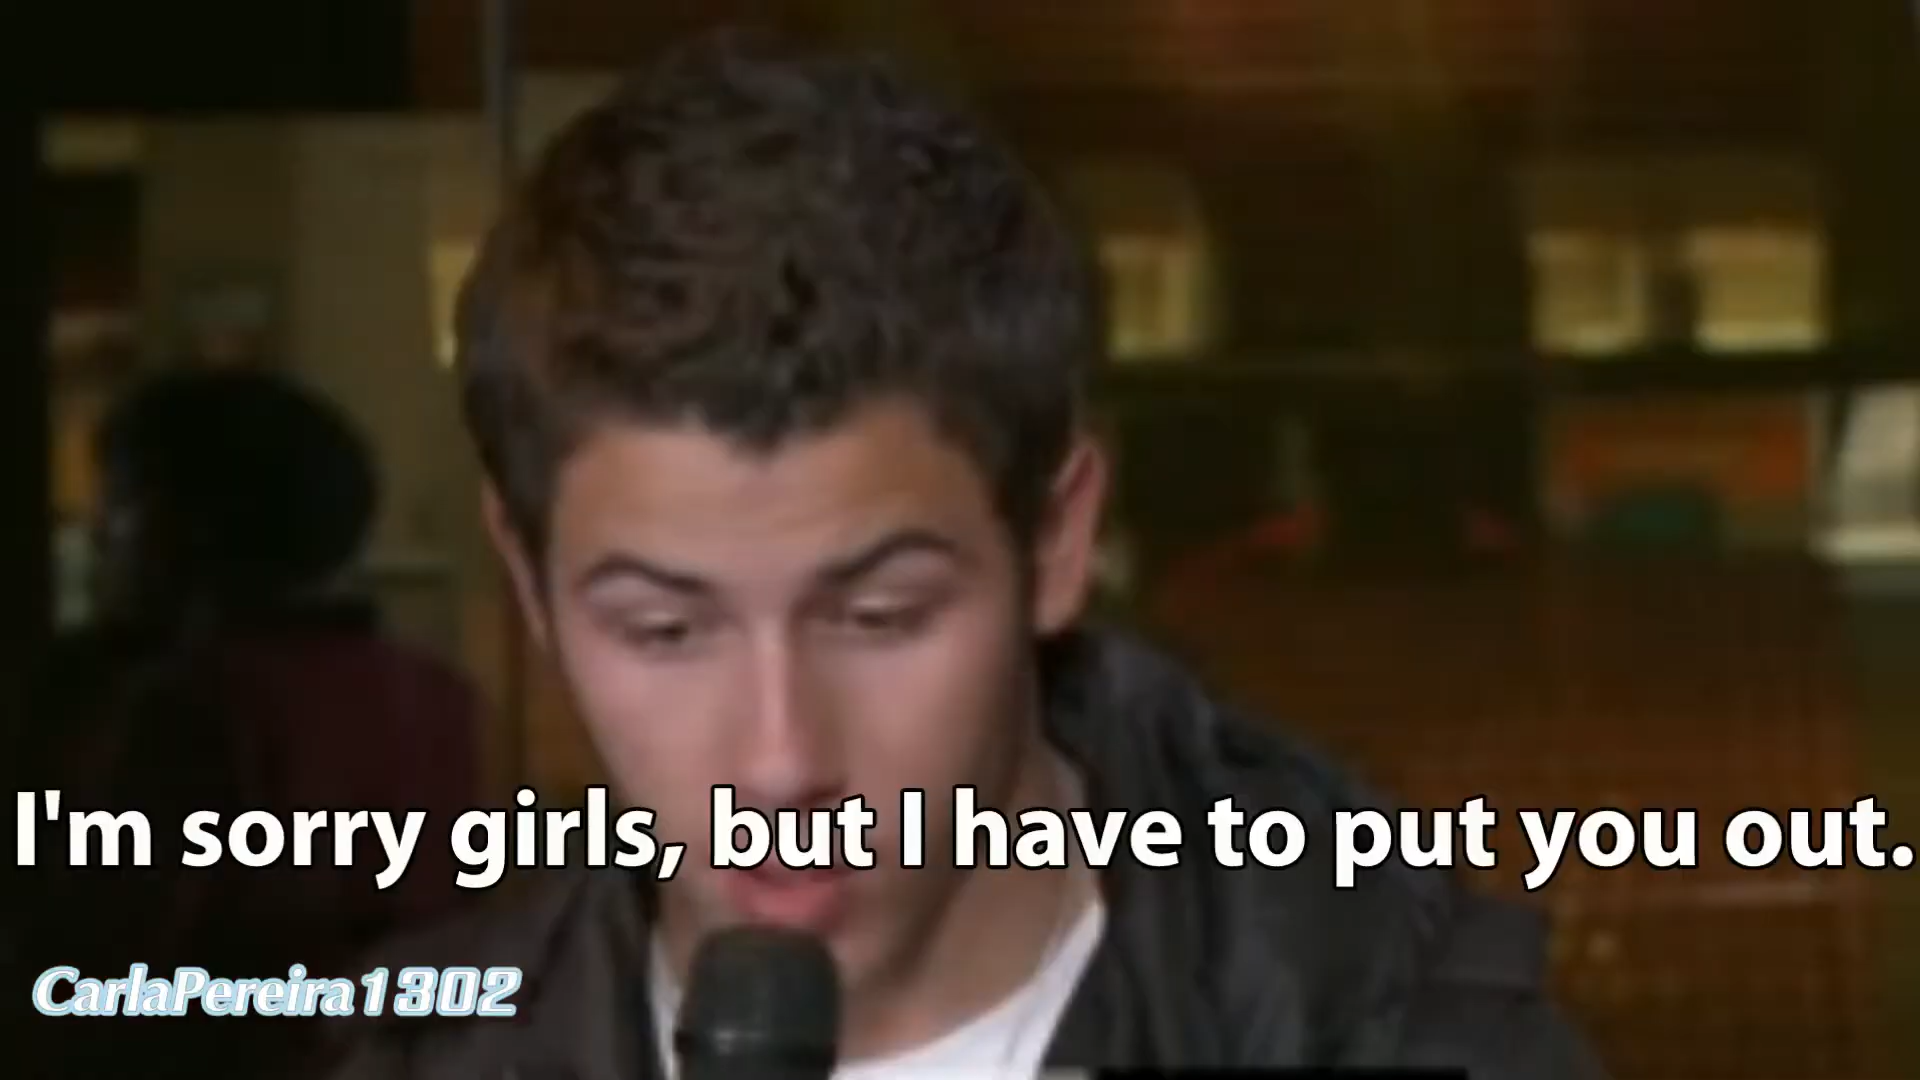 I'm sorry girls, but I have to put you out.
CarlaPereira1302